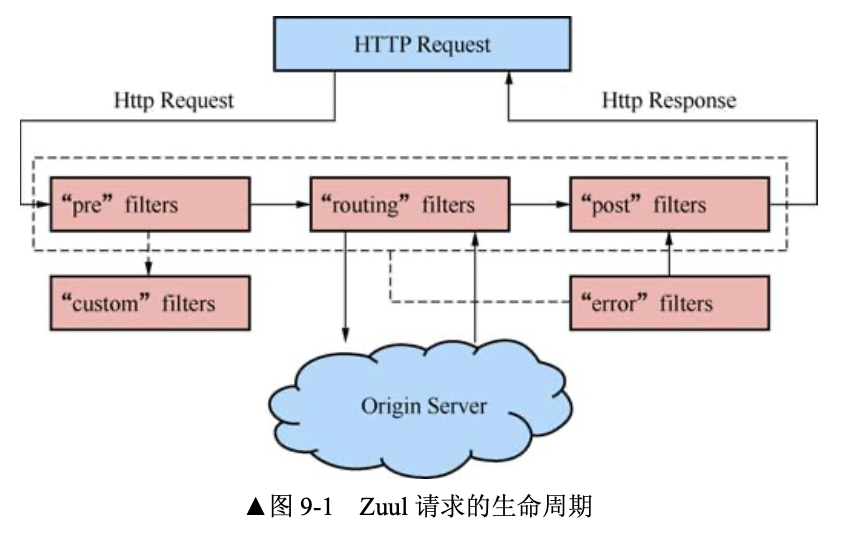 HTTP Request
Http Request
Http Response
“pre” filters
“routing” filters
“post” filters
“custom” filters
“error” filters
Origin Server
▲图 9-1 Zuul 请求的生命周期